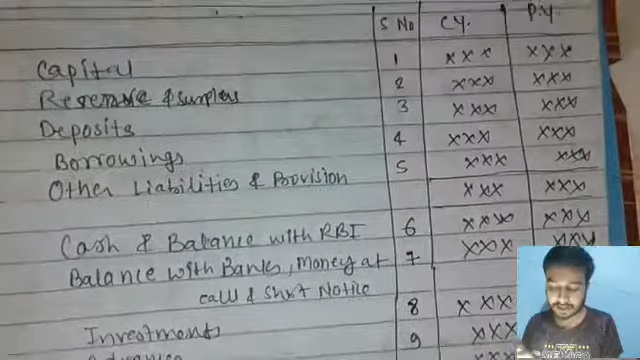 S No CY. P.Y.
Capital 1 xxx xxx
Reserve & surplus 2 xxx xxx
Deposits 3 xxx xxx
Borrowings 4 xxx xxx
Other Liabilities & Provision 5 xxx xxx
xxx xxx
Cash & Balance with RBI 6 xxx xxx
Balance with Banks, Money at 7 xxx xxx
call & Shrt Notice
Investments 8 xxx
9 xxx